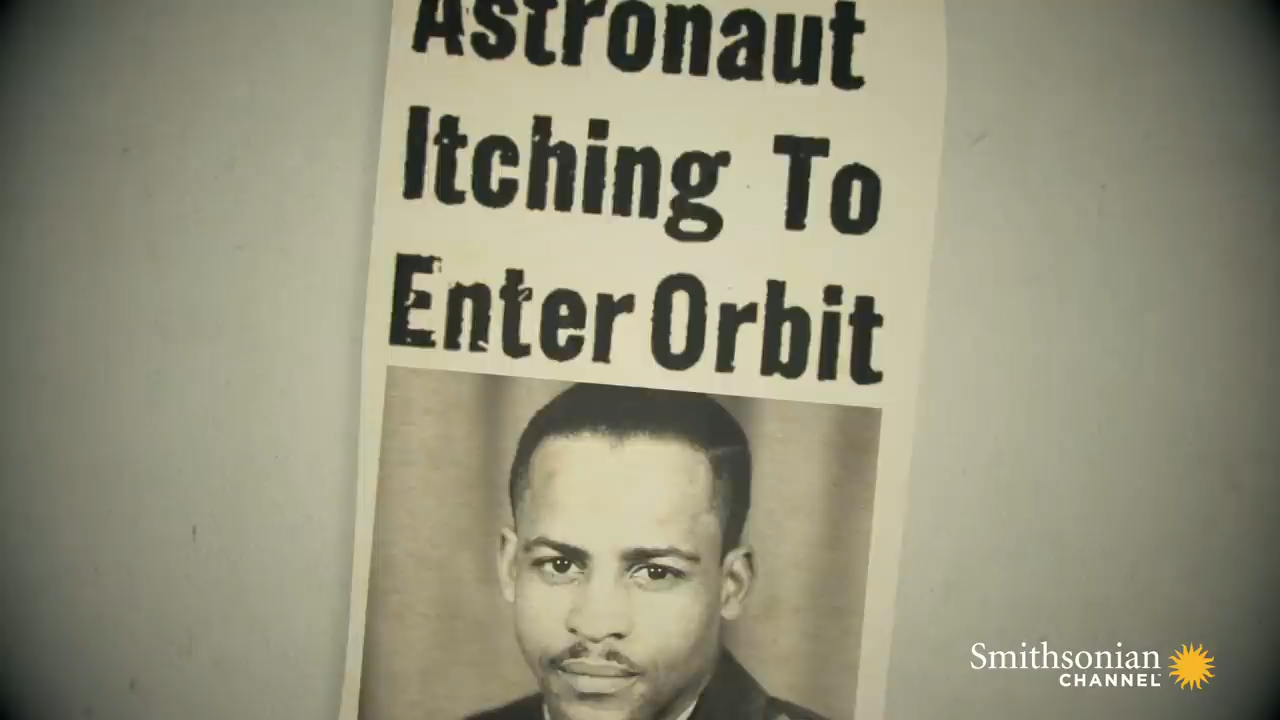 Astronaut
Itching To
Enter Orbit
Smithsonian
CHANNEL